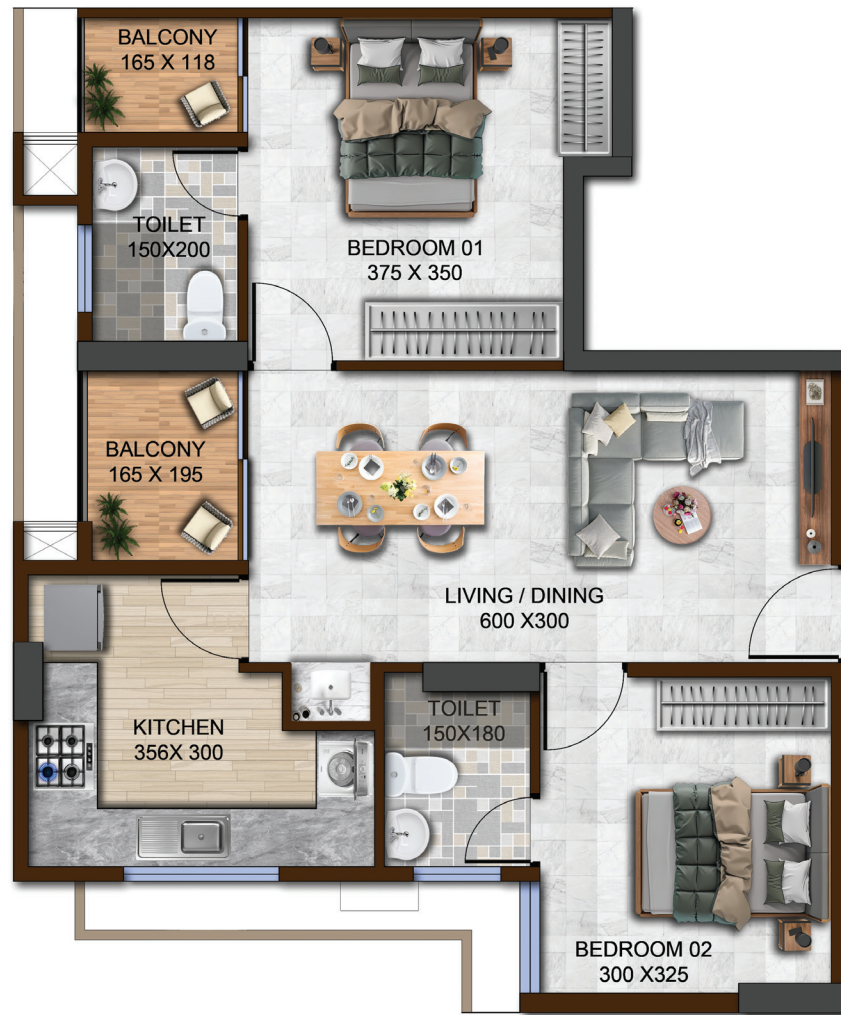 BALCONY
165 X 118
TOILET
150X200
BEDROOM 01
375 X 350
BALCONY
165 X 195
LIVING / DINING
600 X300
KITCHEN
356X 300
TOILET
150X180
BEDROOM 02
300 X325